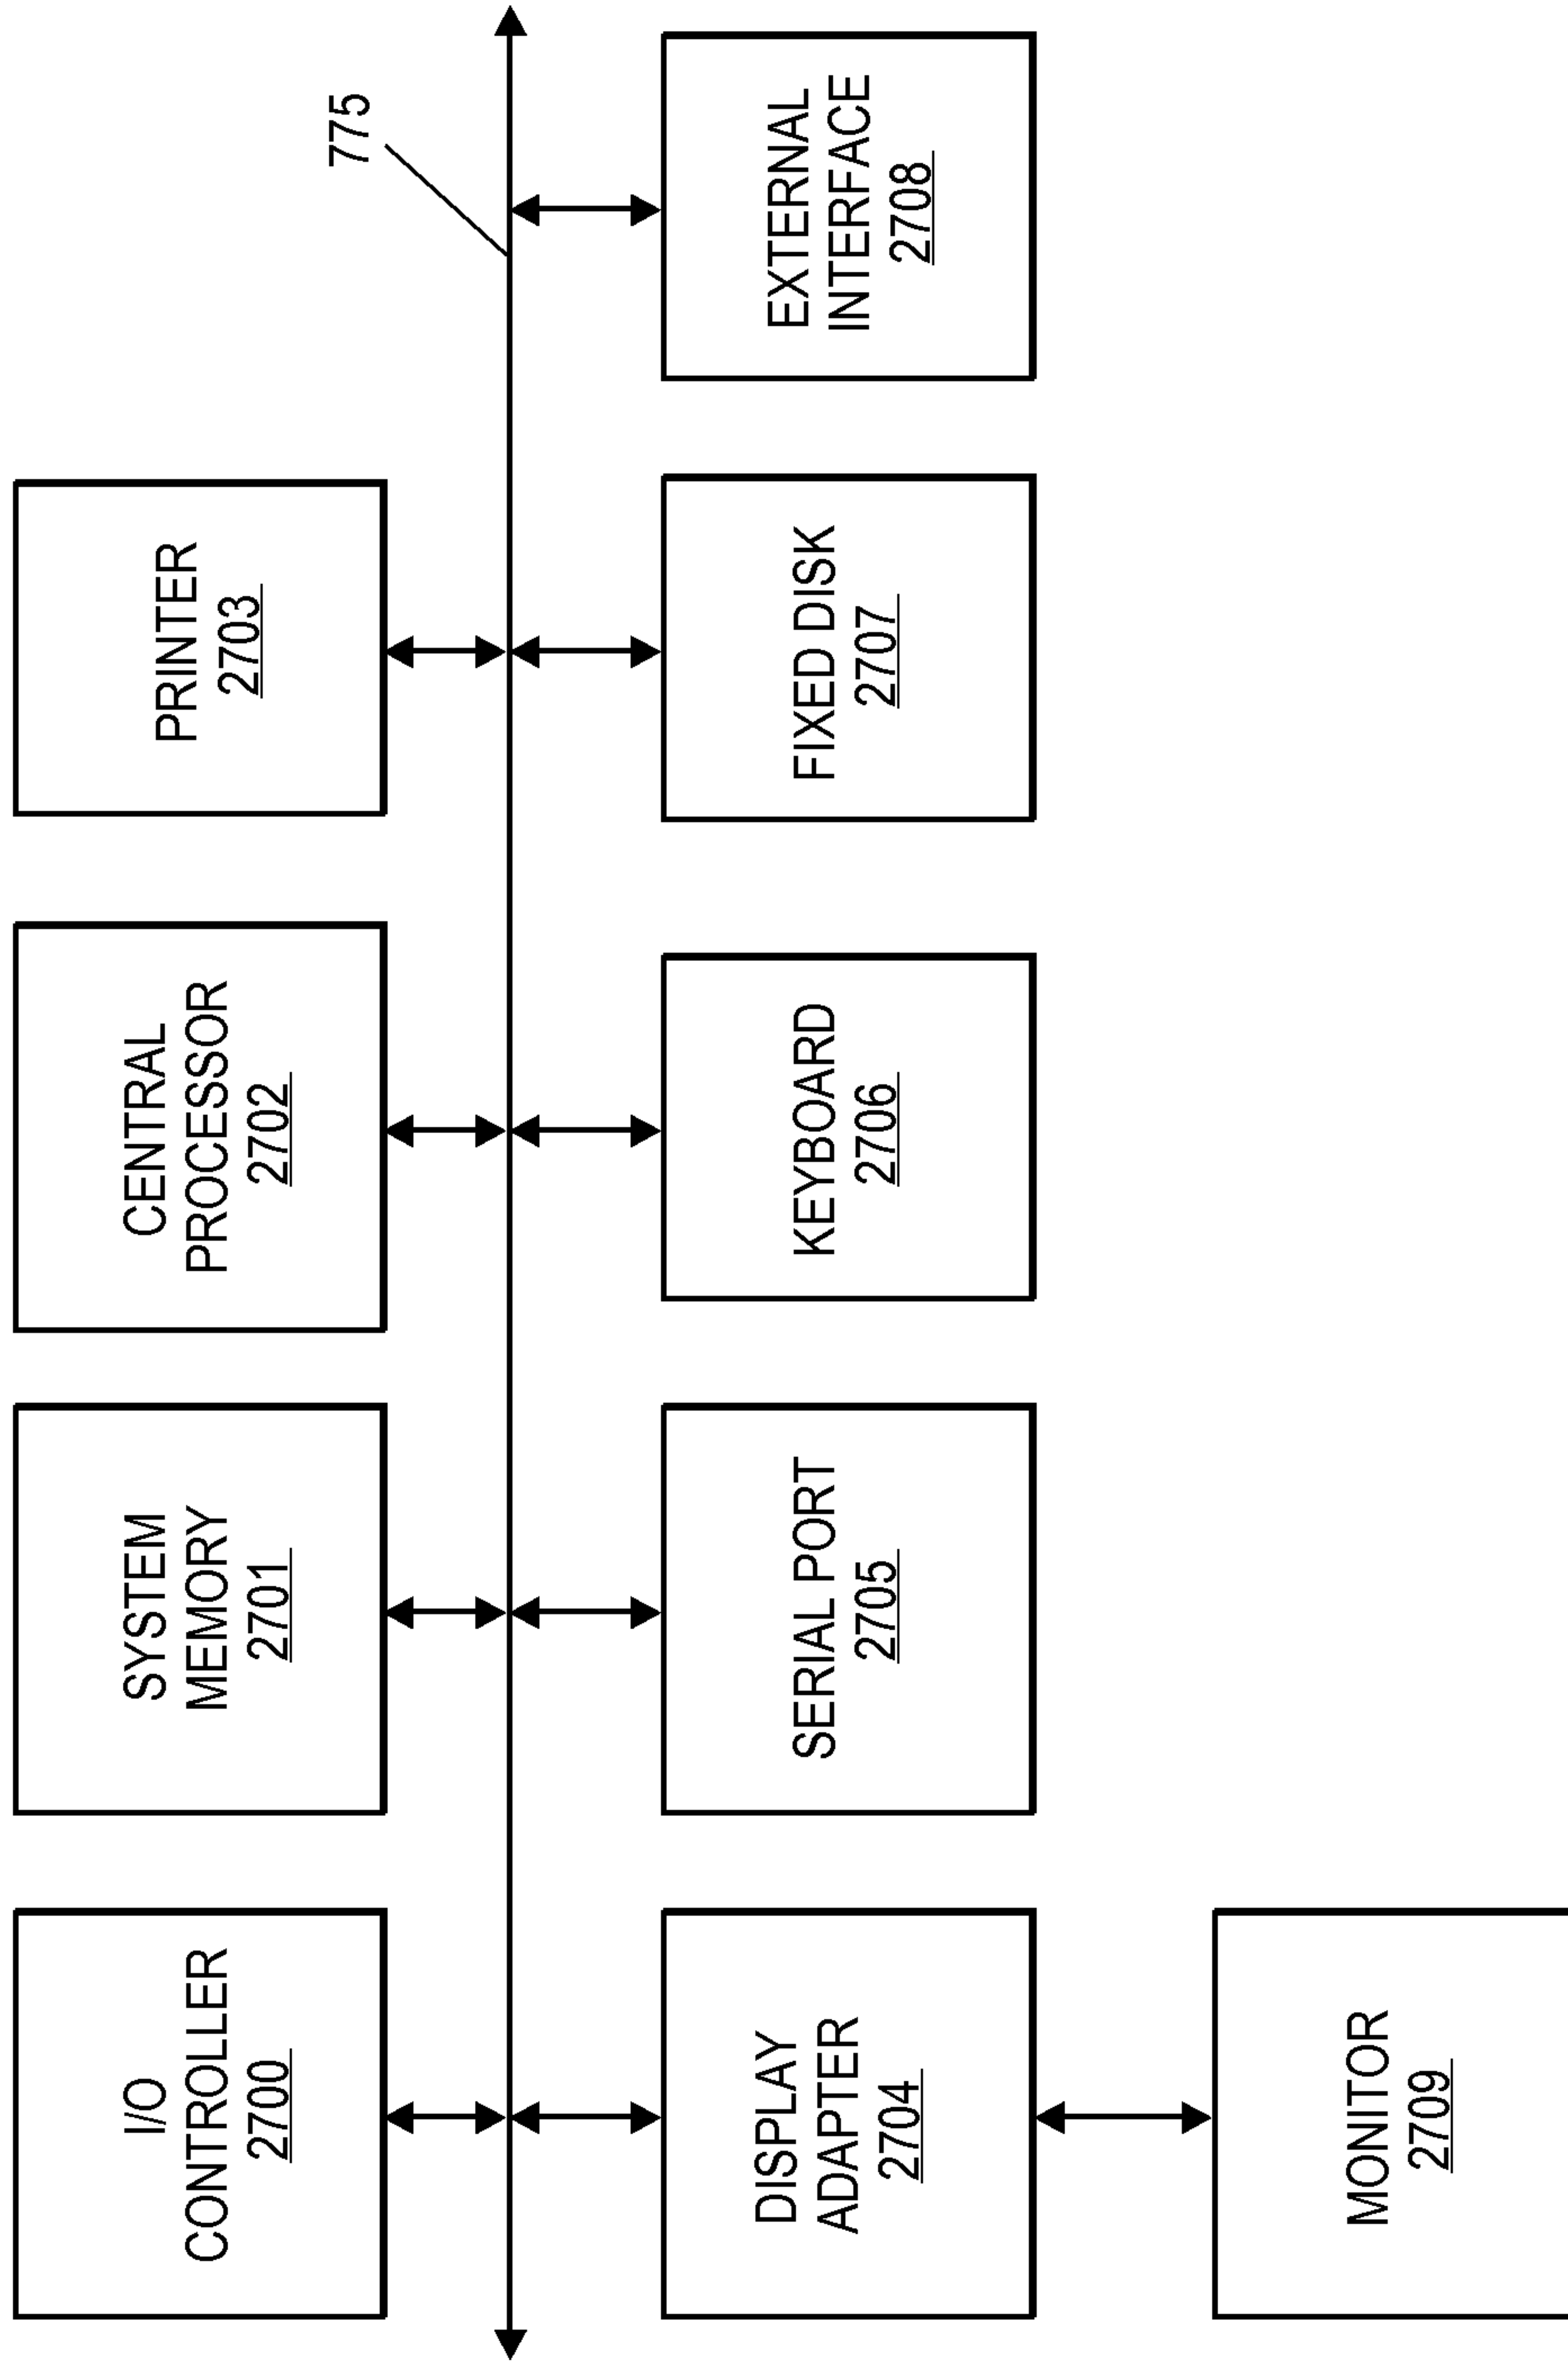 I/O
CONTROLLER
2700
SYSTEM
MEMORY
2701
CENTRAL
PROCESSOR
2702
PRINTER
2703
775
DISPLAY
ADAPTER
2704
SERIAL PORT
2705
KEYBOARD
2706
FIXED DISK
2707
EXTERNAL
INTERFACE
2708
MONITOR
2709